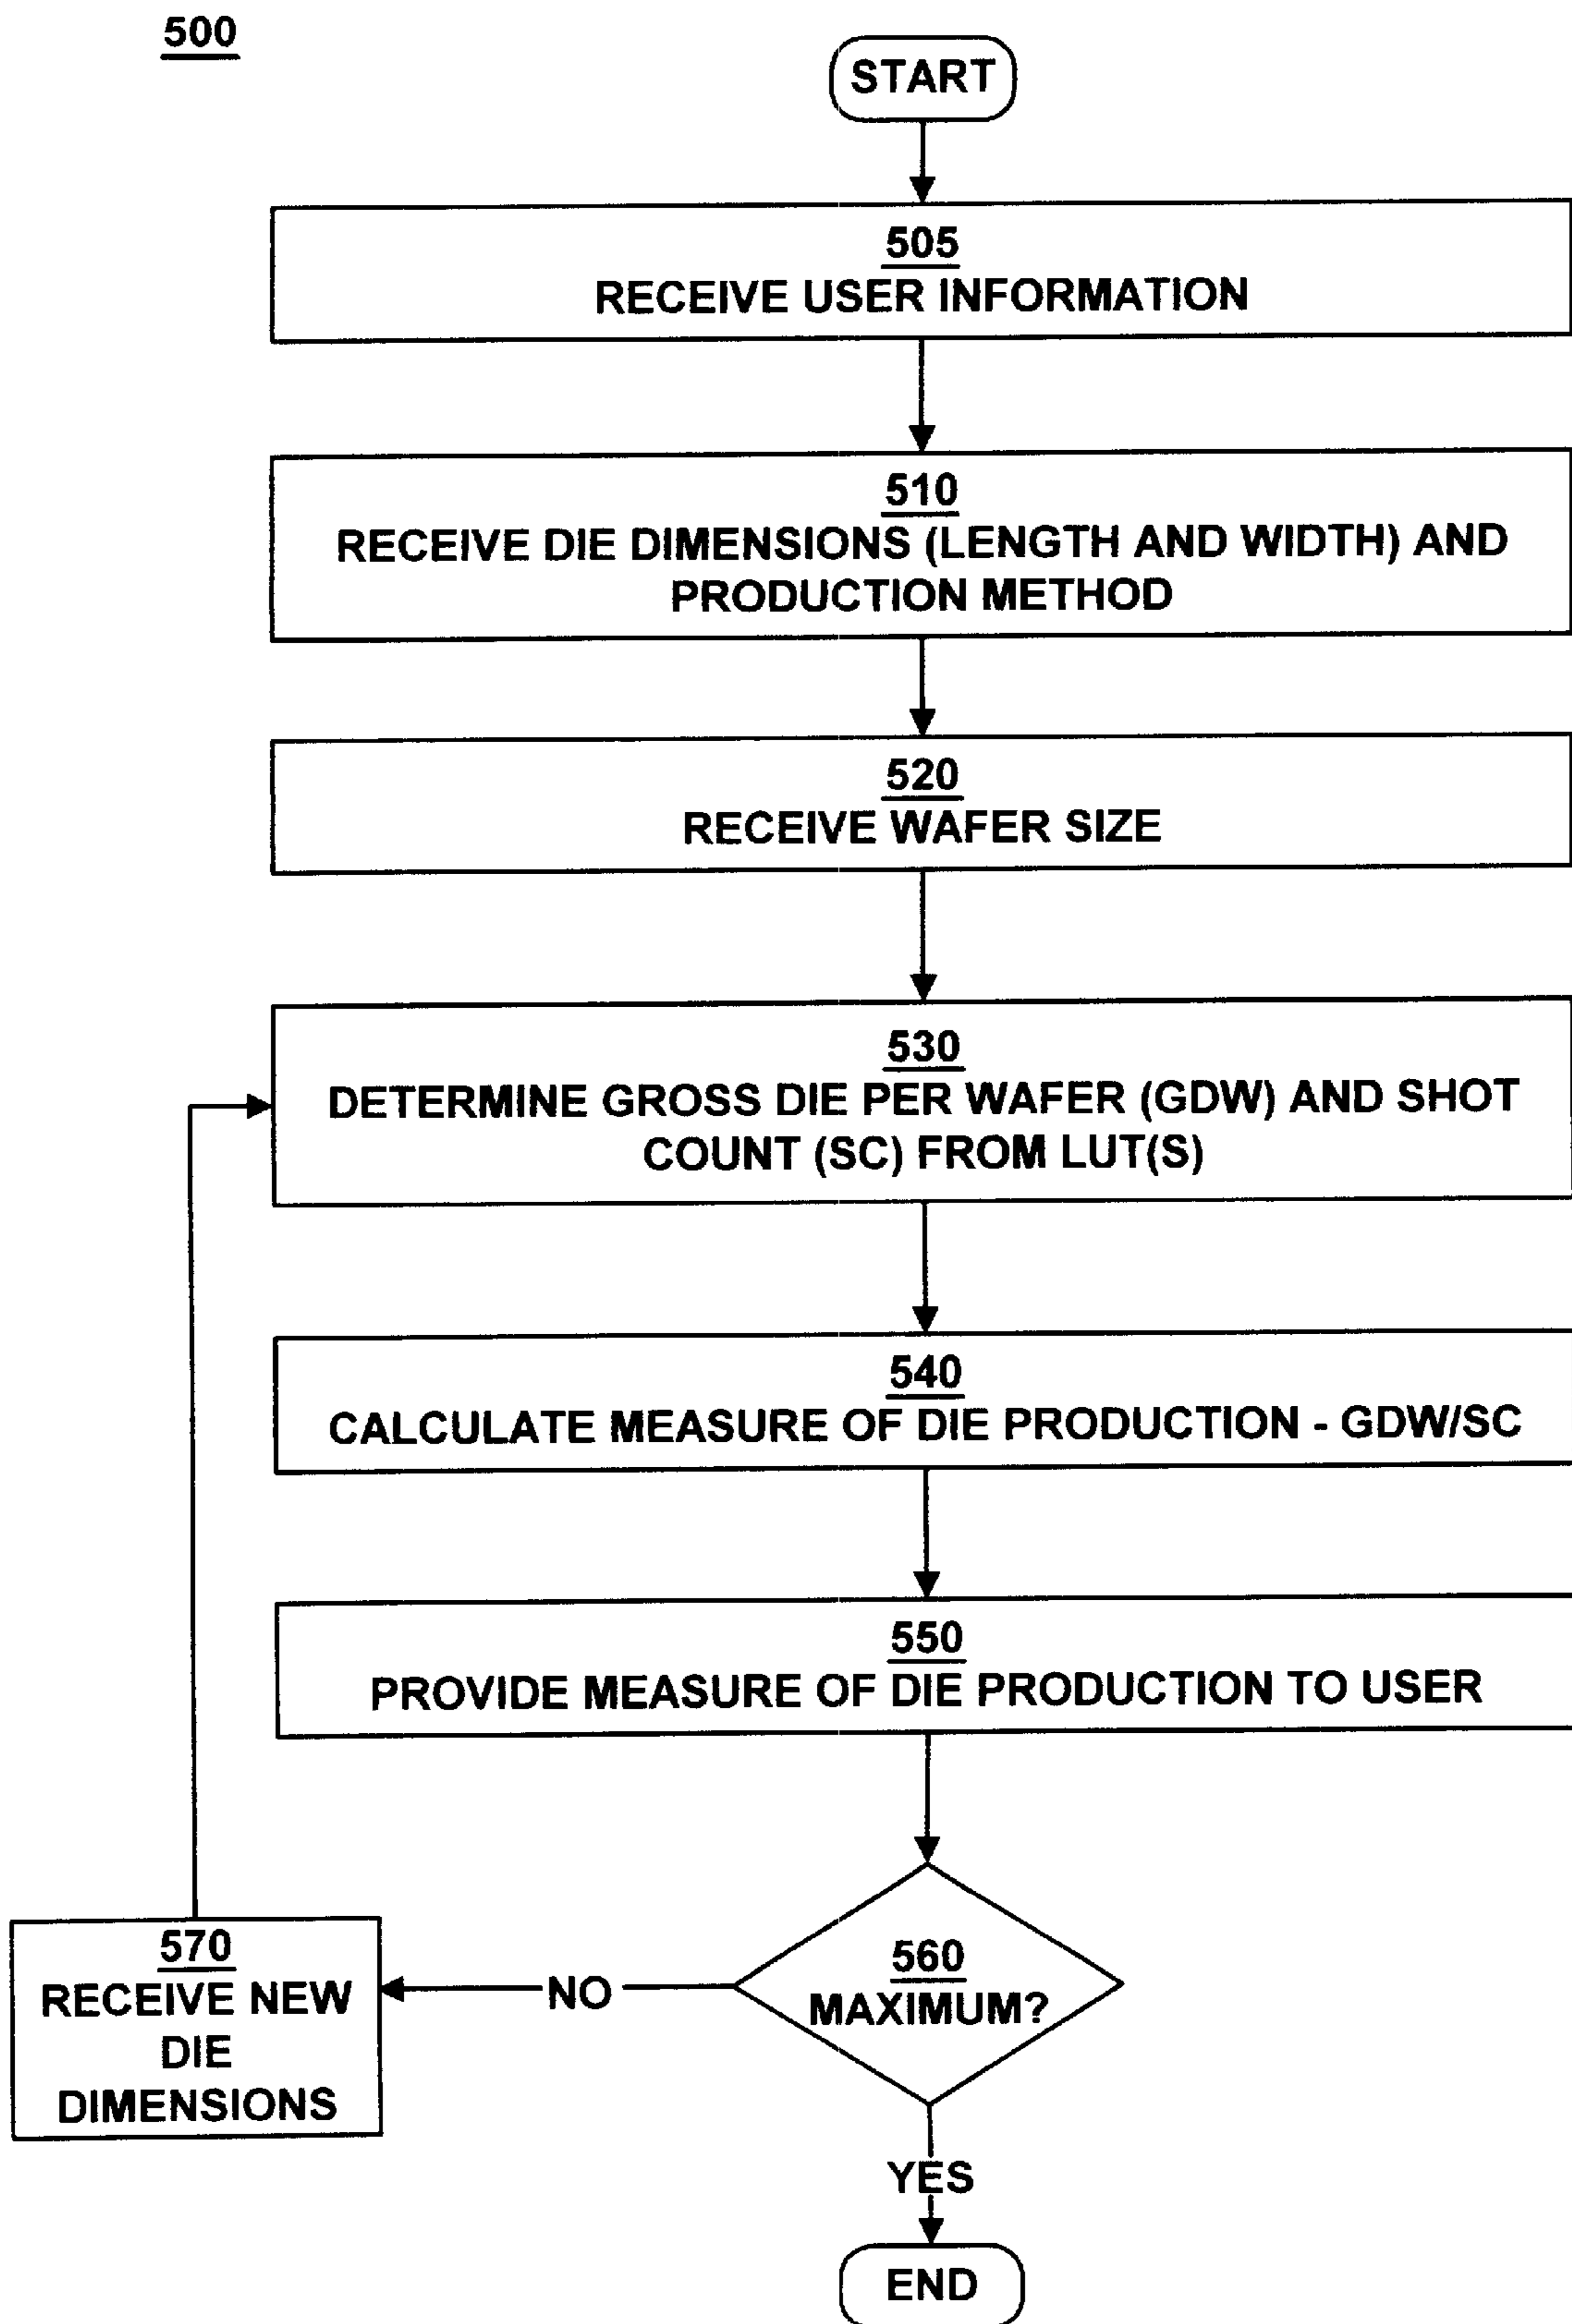 500
START
505
RECEIVE USER INFORMATION
510
RECEIVE DIE DIMENSIONS (LENGTH AND WIDTH) AND
PRODUCTION METHOD
520
RECEIVE WAFER SIZE
530
DETERMINE GROSS DIE PER WAFER (GDW) AND SHOT
COUNT (SC) FROM LUT(S)
540
CALCULATE MEASURE OF DIE PRODUCTION - GDW/SC
550
PROVIDE MEASURE OF DIE PRODUCTION TO USER
560
MAXIMUM?
NO
570
RECEIVE NEW
DIE
DIMENSIONS
YES
END